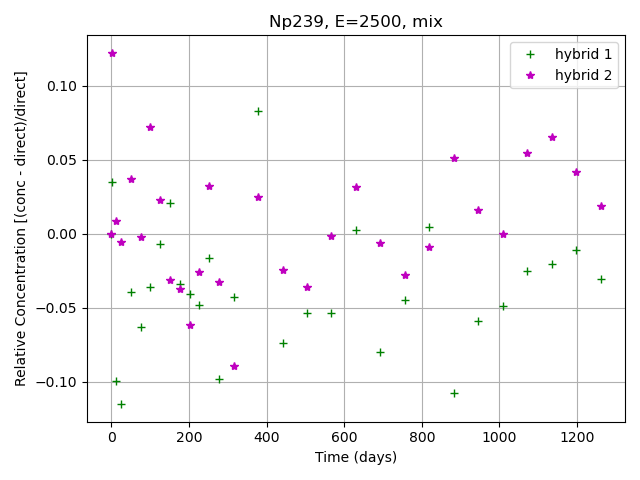 Np239, E=2500, mix
hybrid 1
hybrid 2
Relative Concentration [(conc - direct)/direct]
0.10
0.05
0.00
−0.05
−0.10
0 200 400 600 800 1000 1200
Time (days)